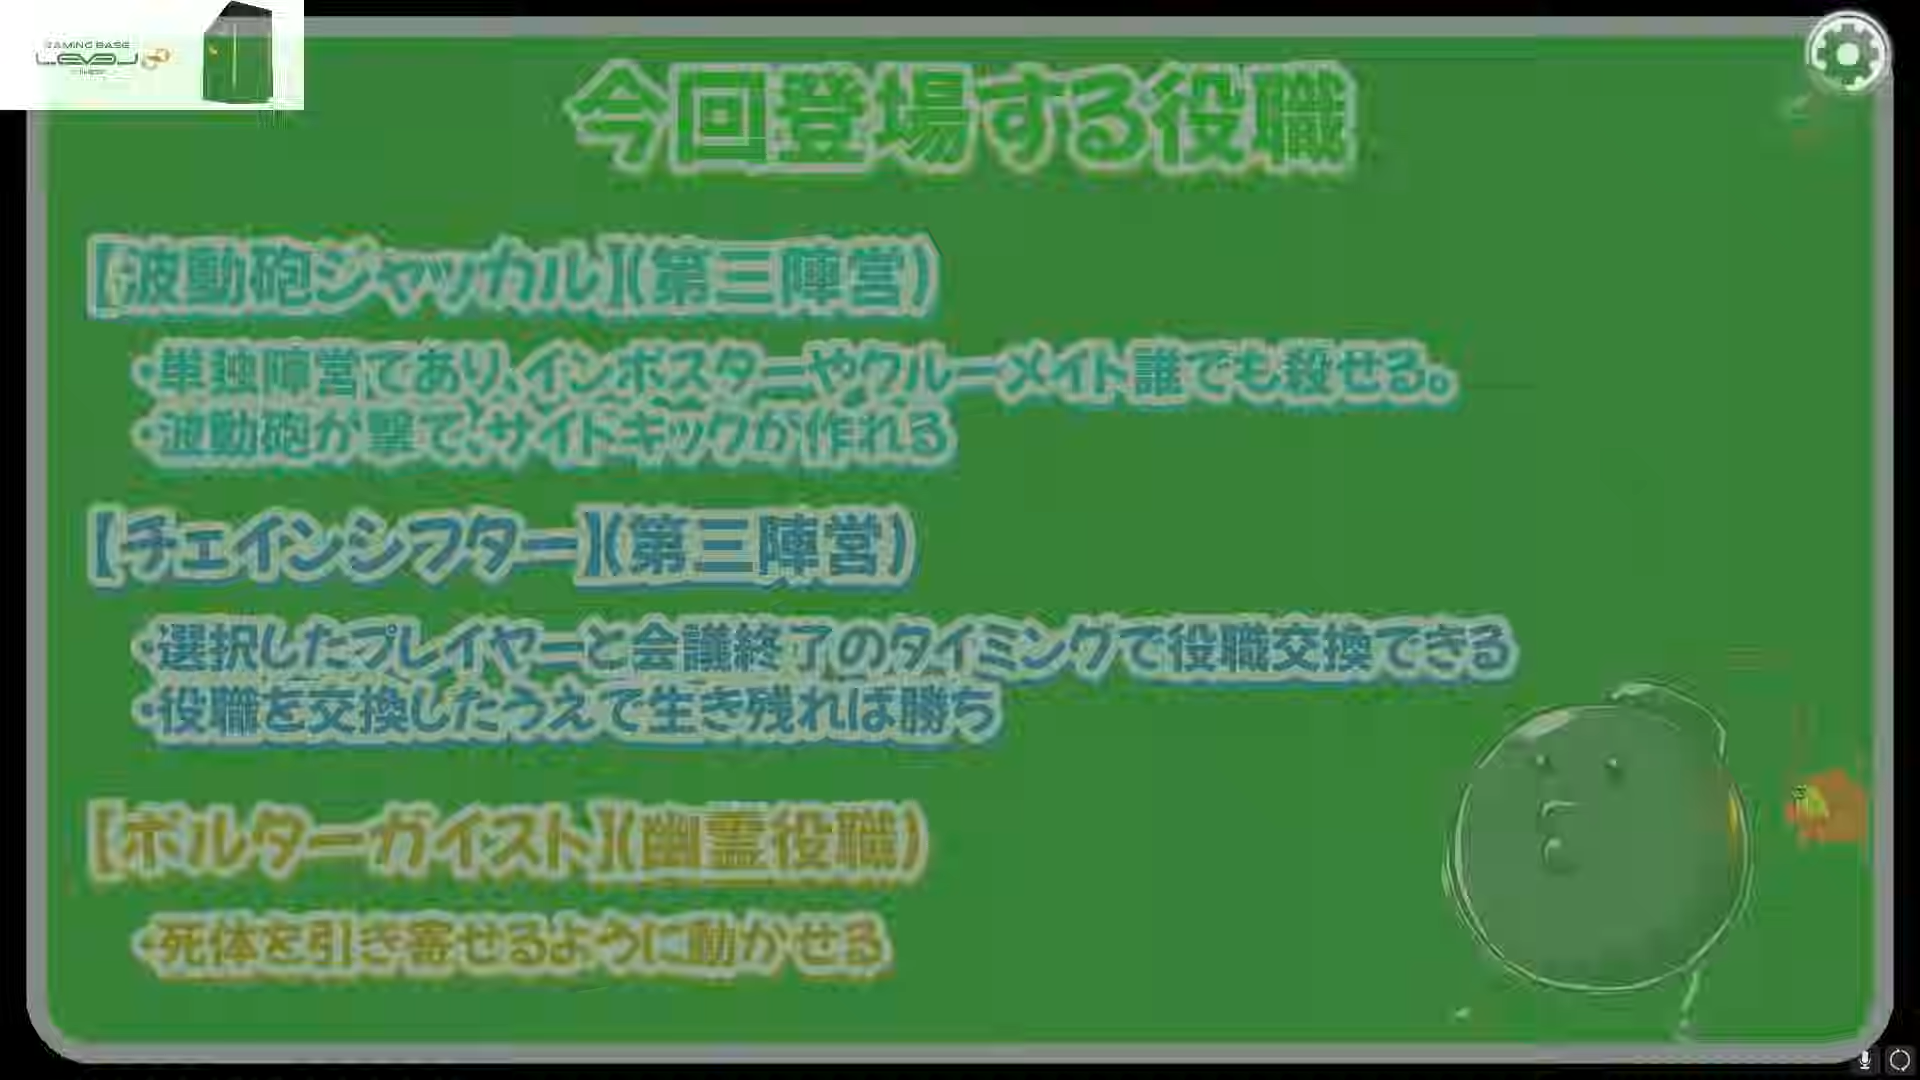 GAMING BASE
LEVEL∞
今回登場する役職
【波動砲ジャッカル】(第三陣営)
・単独陣営であり、インポスターやクルーメイト誰でも殺せる。
・波動砲が撃て、サイドキックが作れる
【チェインシフター】(第三陣営)
・選択したプレイヤーと会議終了のタイミングで役職交換できる
・役職を交換したうえで生き残れば勝ち
【ポルターガイスト】(幽霊役職)
・死体を引き寄せるように動かせる